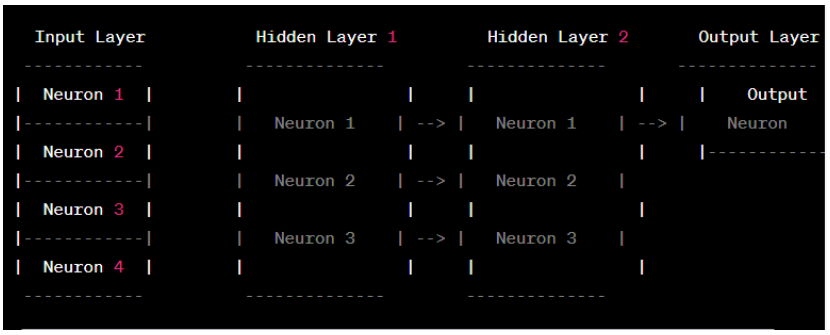 Input Layer Hidden Layer 1 Hidden Layer 2 Output Layer
------------ -------------- -------------- --------------
| Neuron 1 | | | | | | Output
|------------| | Neuron 1 | --> | Neuron 1 | --> | Neuron
| Neuron 2 | | | | | |------------
|------------| | Neuron 2 | --> | Neuron 2 |
| Neuron 3 | | | | |
|------------| | Neuron 3 | --> | Neuron 3 |
| Neuron 4 | | | | |
------------ -------------- --------------